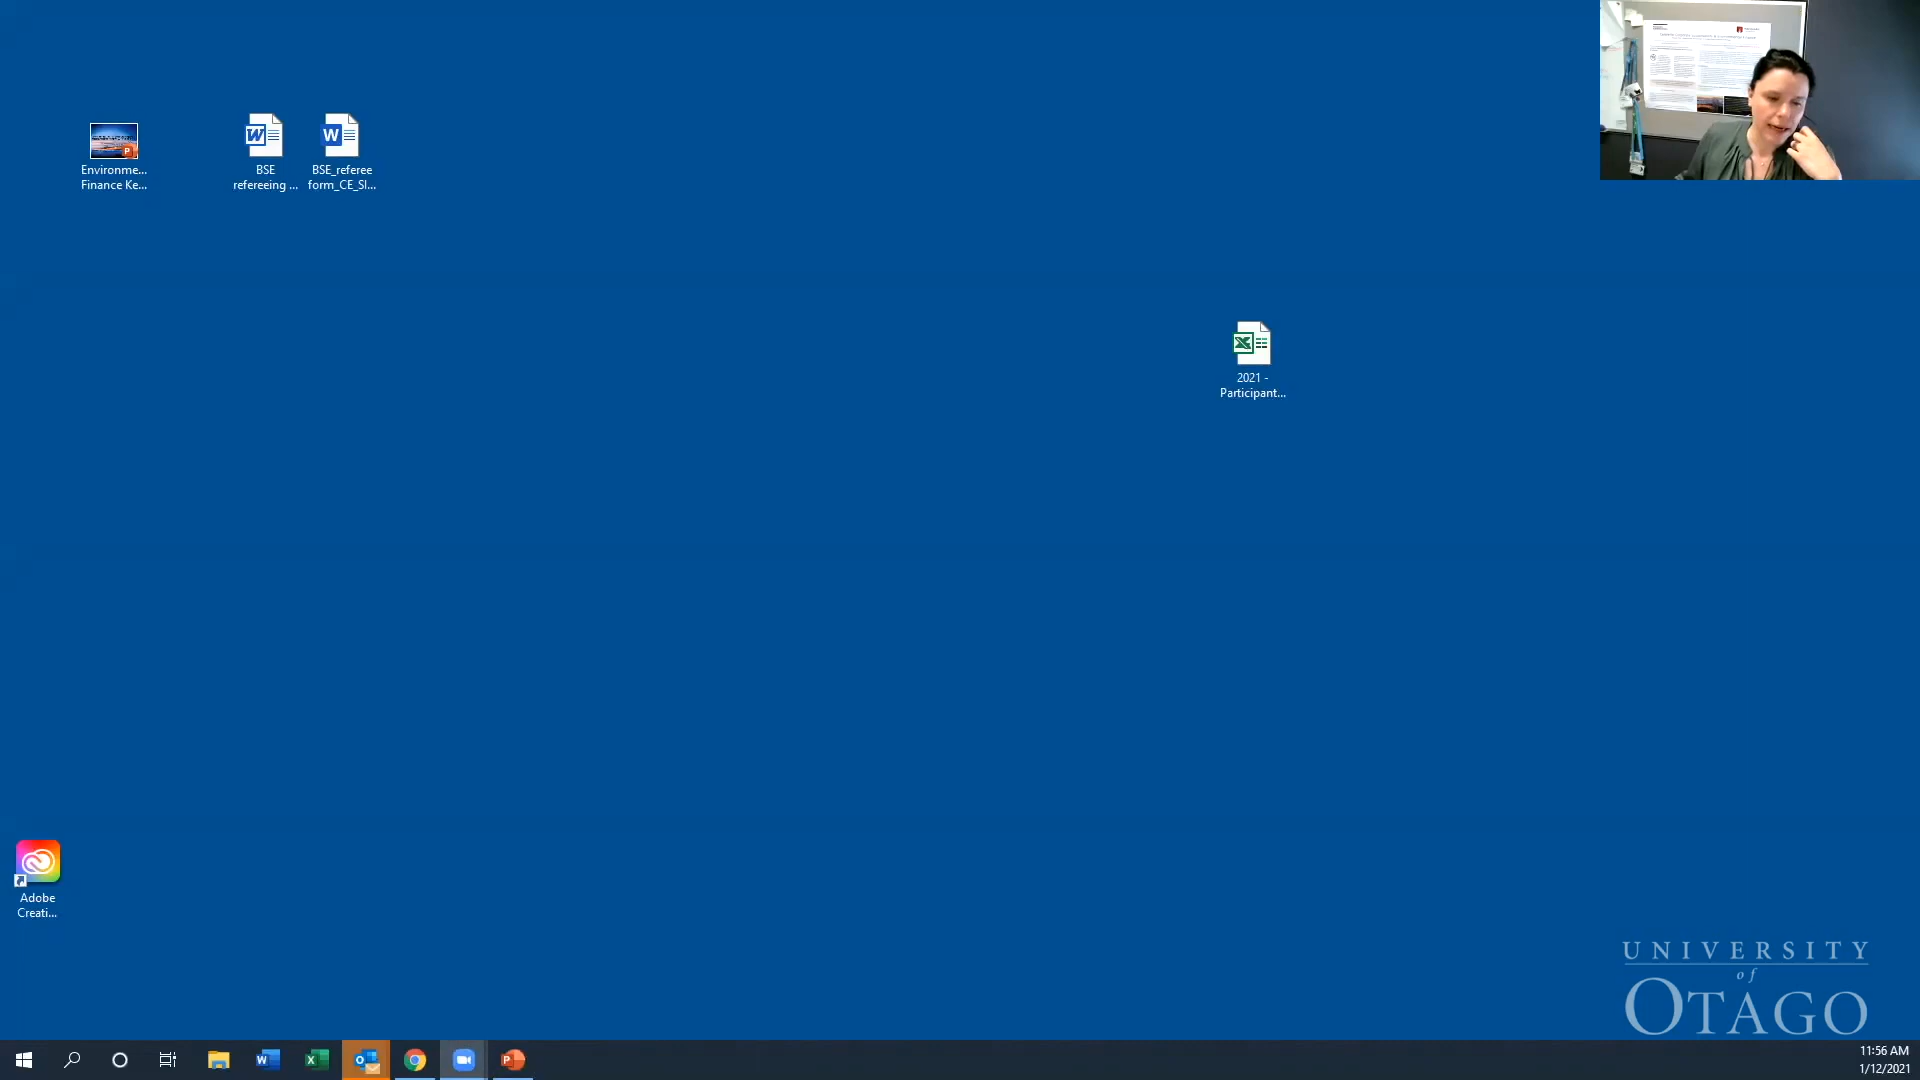 Environme...
Finance Ke...
BSE
refereeing ...
BSE_referee
form_CE_SI...
2021 -
Participant...
Adobe
Creati...
UNIVERSITY
of
OTAGO
11:56 AM
1/12/2021